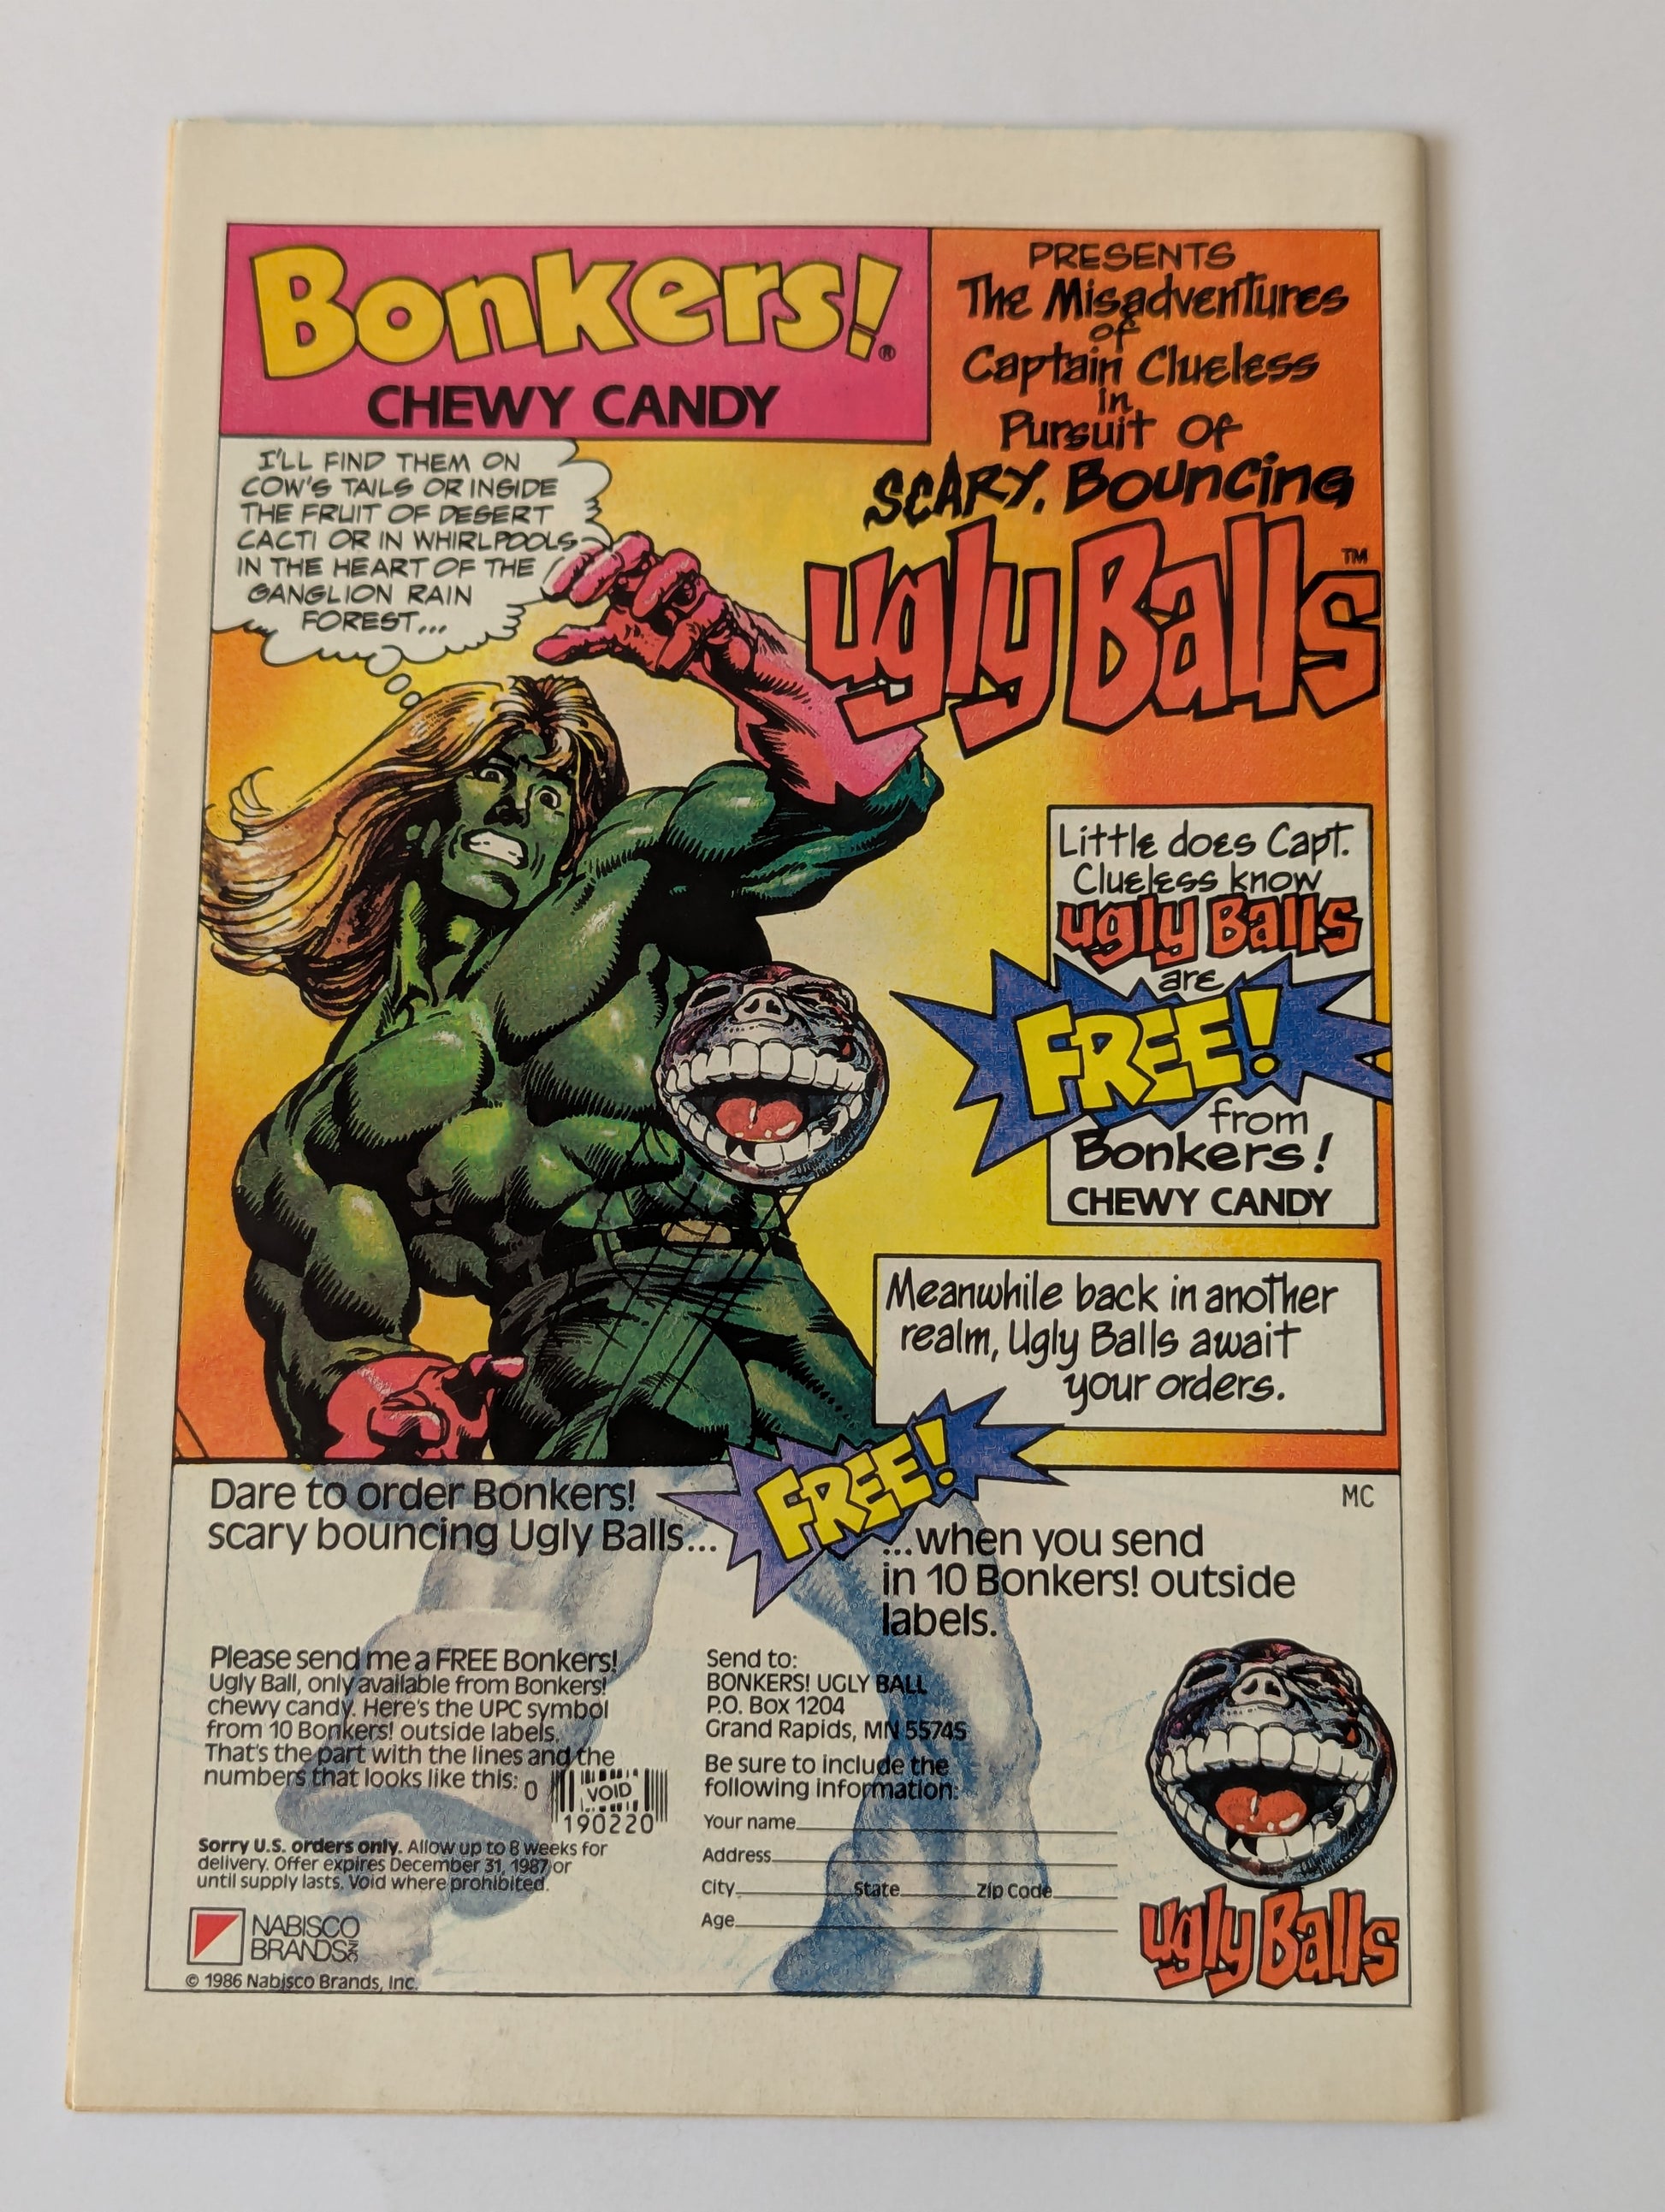 Bonkers!®
CHEWY CANDY
PRESENTS
The Misadventures
of
Captain Clueless
in
Pursuit Of
SCARY, Bouncing
ugly Balls™
I'LL FIND THEM ON
COW'S TAILS OR INSIDE
THE FRUIT OF DESERT
CACTI OR IN WHIRLPOOLS
IN THE HEART OF THE
GANGLION RAIN
FOREST...
Little does Capt.
Clueless know
ugly Balls
are
FREE!
from
Bonkers!
CHEWY CANDY
Meanwhile back in another
realm, Ugly Balls await
your orders.
Dare to order Bonkers!
scary bouncing Ugly Balls...
FREE!
...when you send
in 10 Bonkers! outside
labels.
MC
Please send me a FREE Bonkers!
Ugly Ball, only available from Bonkers!
chewy candy. Here's the UPC symbol
from 10 Bonkers! outside labels.
That's the part with the lines and the
numbers that looks like this:
0 VOID
190220
Sorry U.S. orders only. Allow up to 8 weeks for
delivery. Offer expires December 31, 1987 or
until supply lasts. Void where prohibited.
NABISCO
BRANDS INC
© 1986 Nabisco Brands, Inc.
Send to:
BONKERS! UGLY BALL
P.O. Box 1204
Grand Rapids, MN 55745
Be sure to include the
following information:
Your name
Address
City State Zip Code
Age
ugly Balls